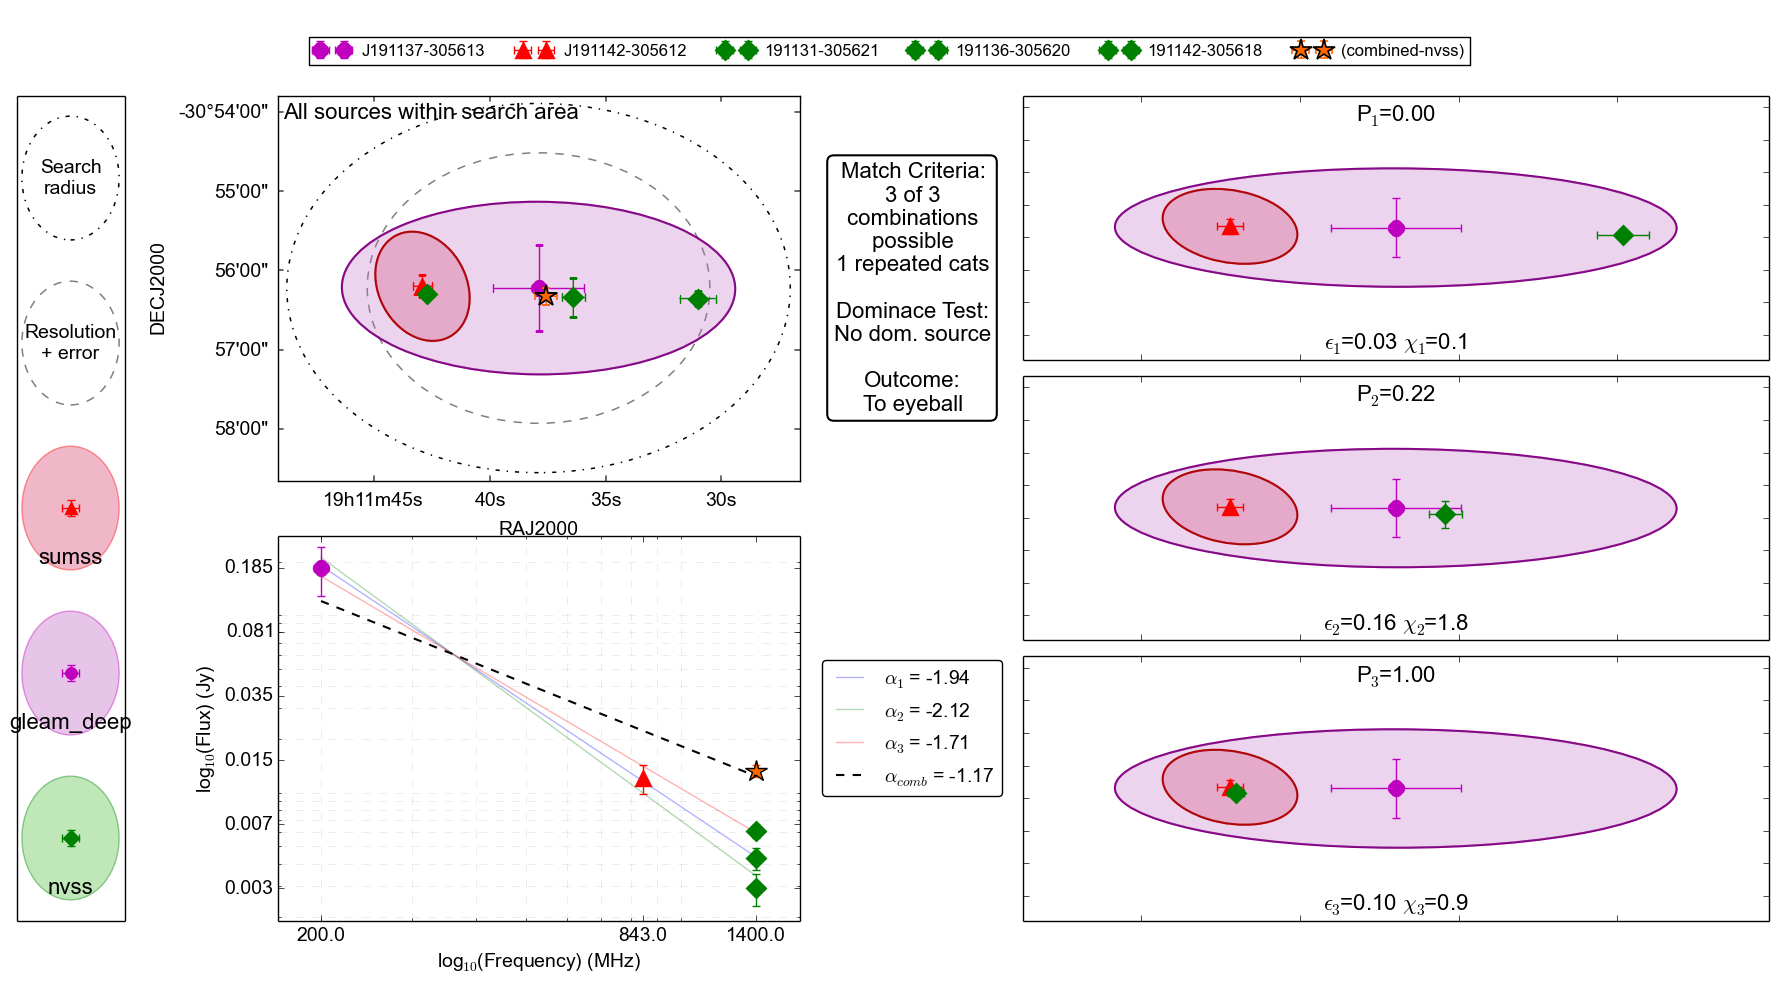 J191137-305613 J191142-305612 191131-305621 191136-305620 191142-305618 (combined-nvss)
Search
radius
Resolution
+ error
sumss
gleam_deep
nvss
All sources within search area
-30°54'00"
55'00"
56'00"
57'00"
58'00"
DECJ2000
19h11m45s 40s 35s 30s
RAJ2000
Match Criteria:
3 of 3
combinations
possible
1 repeated cats
Dominace Test:
No dom. source
Outcome:
To eyeball
P₁=0.00
ϵ₁=0.03 χ₁=0.1
P₂=0.22
ϵ₂=0.16 χ₂=1.8
P₃=1.00
ϵ₃=0.10 χ₃=0.9
0.185
0.081
0.035
0.015
0.007
0.003
log₁₀(Flux) (Jy)
200.0 843.0 1400.0
log₁₀(Frequency) (MHz)
α₁ = -1.94
α₂ = -2.12
α₃ = -1.71
α_comb = -1.17